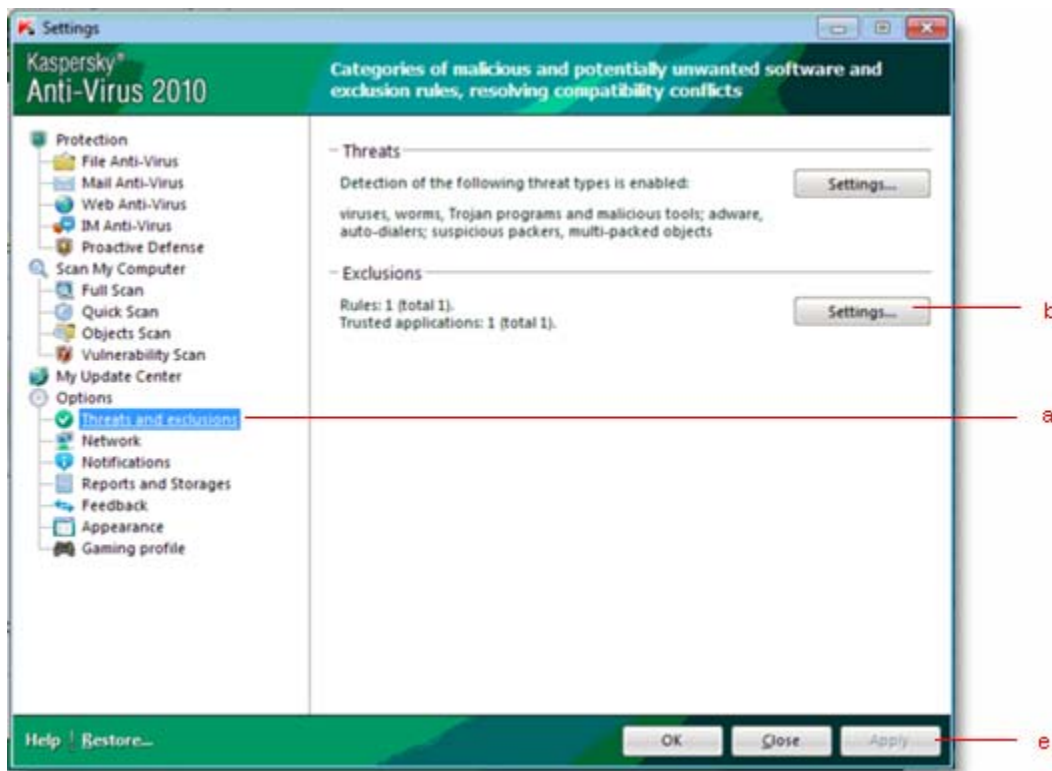 Settings
Kaspersky®
Anti-Virus 2010
Categories of malicious and potentially unwanted software and
exclusion rules, resolving compatibility conflicts
Protection
File Anti-Virus
Mail Anti-Virus
Web Anti-Virus
IM Anti-Virus
Proactive Defense
Scan My Computer
Full Scan
Quick Scan
Objects Scan
Vulnerability Scan
My Update Center
Options
Threats and exclusions
Network
Notifications
Reports and Storages
Feedback
Appearance
Gaming profile
Threats
Detection of the following threat types is enabled:
Settings...
viruses, worms, Trojan programs and malicious tools; adware,
auto-dialers; suspicious packers, multi-packed objects
Exclusions
Rules: 1 (total 1).
Trusted applications: 1 (total 1).
Settings...
b
a
Help | Restore...
OK
Close
Apply
e